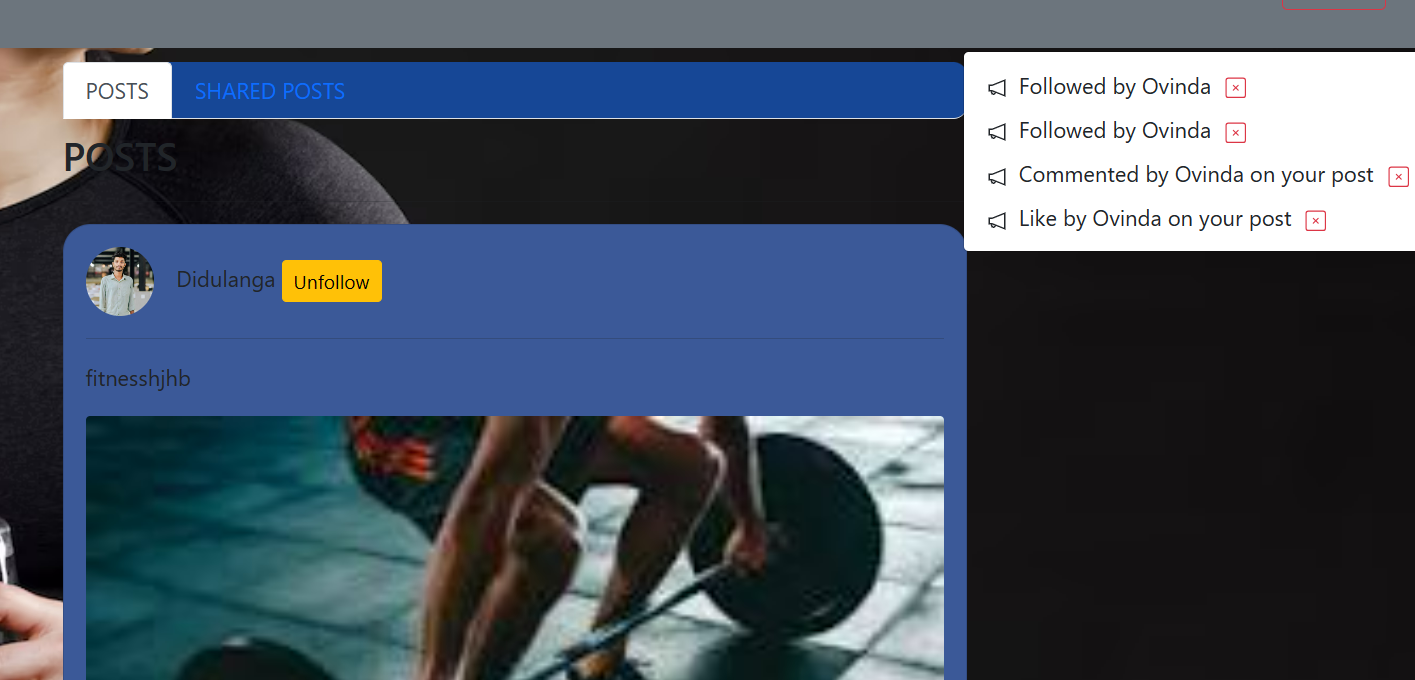 POSTS SHARED POSTS
POSTS
Didulanga Unfollow
fitnesshjhb
Followed by Ovinda
Followed by Ovinda
Commented by Ovinda on your post
Like by Ovinda on your post